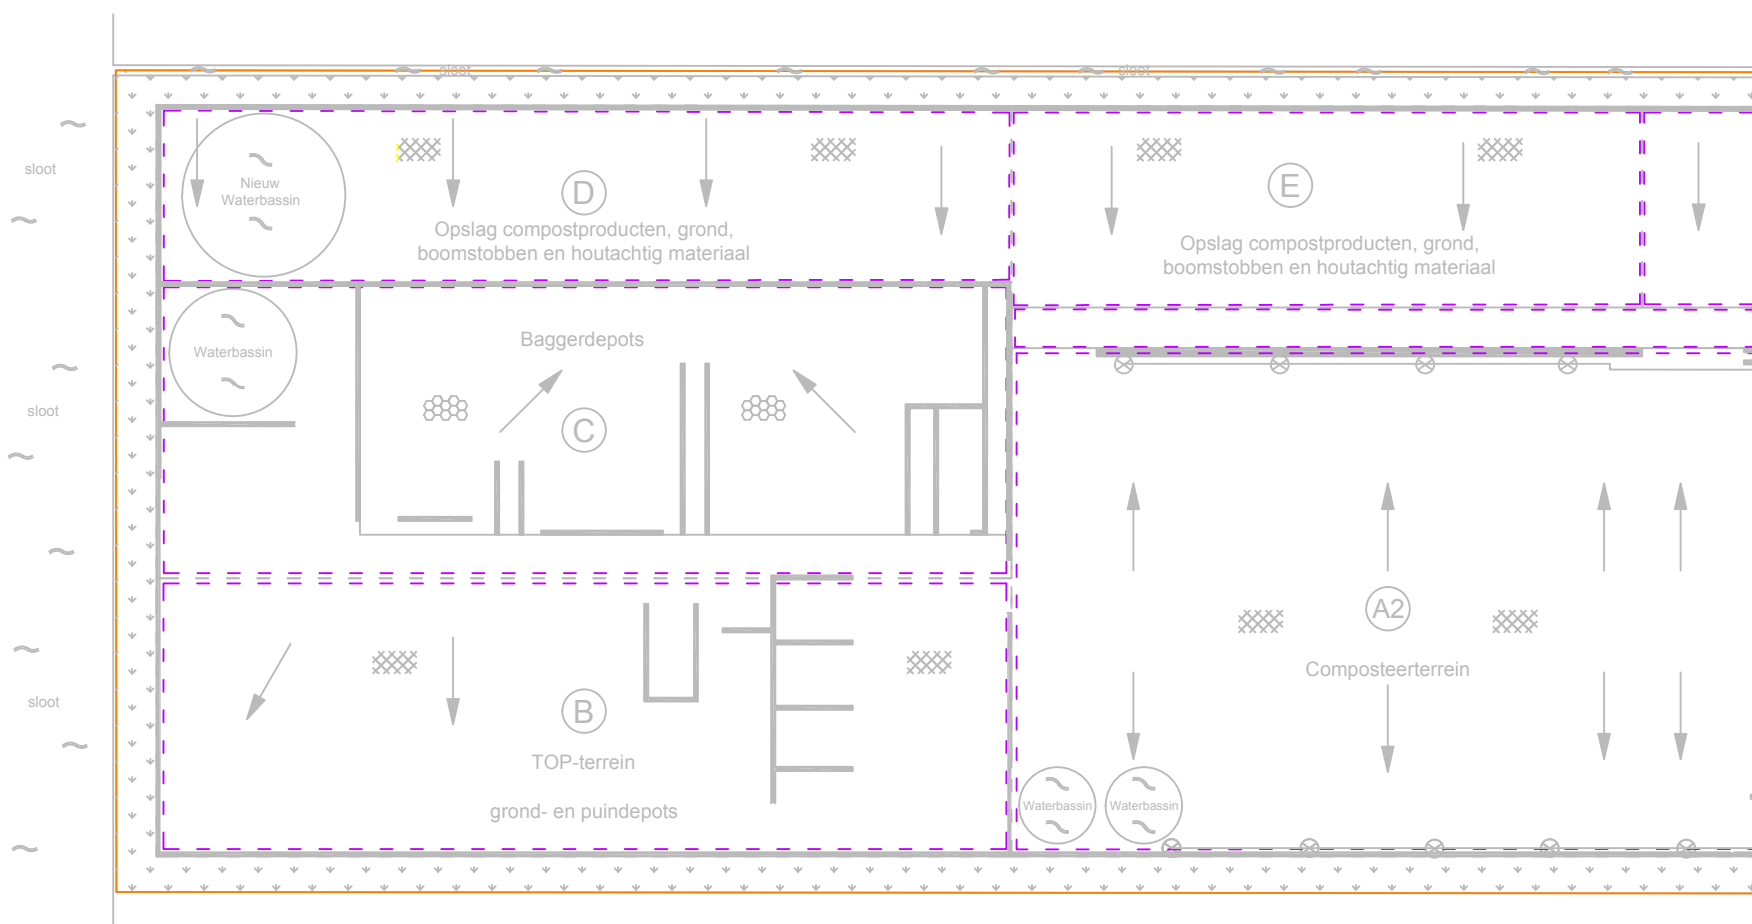 sloot
sloot
sloot
Nieuw
Waterbassin
D
Opslag compostproducten, grond,
boomstobben en houtachtig materiaal
E
Opslag compostproducten, grond,
boomstobben en houtachtig materiaal
Waterbassin
Baggerdepots
sloot
C
A2
Composteerterrein
sloot
B
TOP-terrein
grond- en puindepots
Waterbassin
Waterbassin